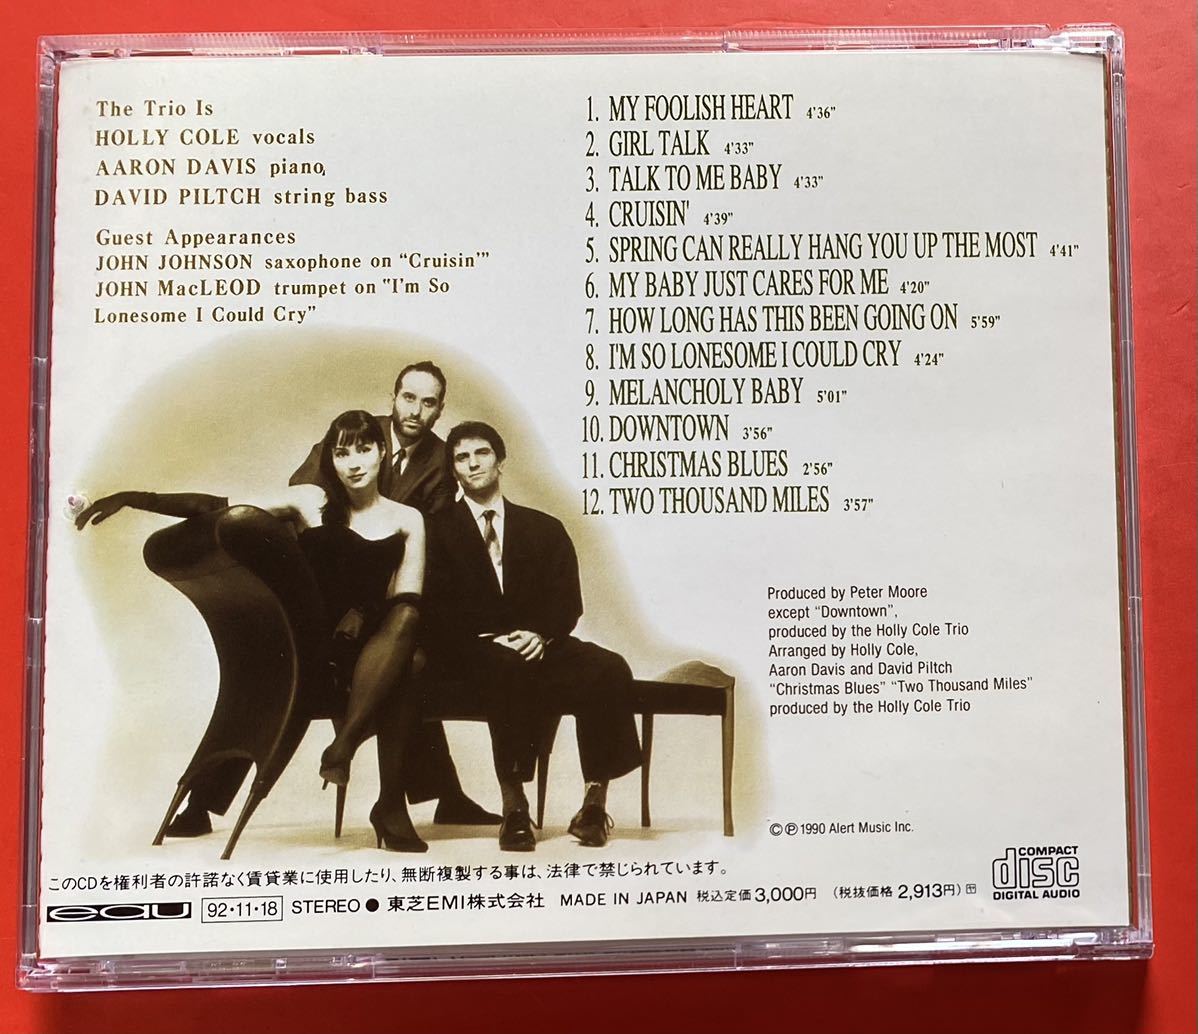 The Trio Is
HOLLY COLE vocals
AARON DAVIS piano,
DAVID PILTCH string bass
Guest Appearances
JOHN JOHNSON saxophone on “Cruisin'”
JOHN MacLEOD trumpet on "I'm So
Lonesome I Could Cry"
1. MY FOOLISH HEART 4'36"
2. GIRL TALK 4'33"
3. TALK TO ME BABY 4'33"
4. CRUISIN' 4'39"
5. SPRING CAN REALLY HANG YOU UP THE MOST 4'41"
6. MY BABY JUST CARES FOR ME 4'20"
7. HOW LONG HAS THIS BEEN GOING ON 5'59"
8. I'M SO LONESOME I COULD CRY 4'24"
9. MELANCHOLY BABY 5'01"
10. DOWNTOWN 3'56"
11. CHRISTMAS BLUES 2'56"
12. TWO THOUSAND MILES 3'57"
Produced by Peter Moore
except “Downtown”,
produced by the Holly Cole Trio
Arranged by Holly Cole,
Aaron Davis and David Piltch
“Christmas Blues” “Two Thousand Miles”
produced by the Holly Cole Trio
©℗1990 Alert Music Inc.
このCDを権利者の許諾なく賃貸業に使用したり、無断複製する事は、法律で禁じられています。
eau 92・11・18 STEREO ● 東芝EMI株式会社 MADE IN JAPAN 税込定価3,000円 (税抜価格2,913円)
COMPACT
disc
DIGITAL AUDIO